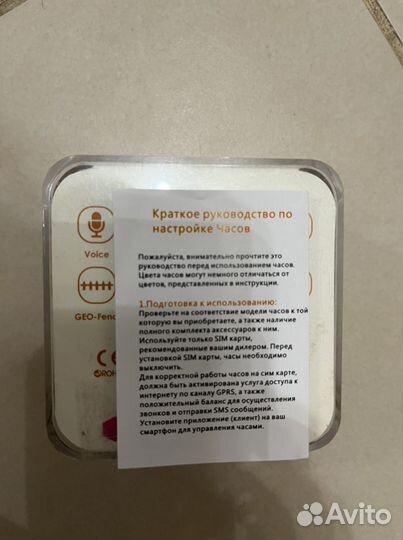 Краткое руководство по
настройке Часов
Voice
Пожалуйста, внимательно прочтите это
руководство перед использованием часов.
Цвета часов могут немного отличаться от
цветов, представленных в инструкции.
GEO-Fenc
1.Подготовка к использованию:
Проверьте на соответствие модели часов к той
которую вы приобретаете, а также наличие
полного комплекта аксессуаров к ним.
Используйте только SIM карты,
рекомендованные вашим дилером. Перед
установкой SIM карты, часы необходимо
выключить.
Для корректной работы часов на сим карте,
должна быть активирована услуга доступа к
интернету по каналу GPRS, а также
положительный баланс для осуществления
звонков и отправки SMS сообщений.
Установите приложение (клиент) на ваш
смартфон для управления часами.
CE
ROH
Avito